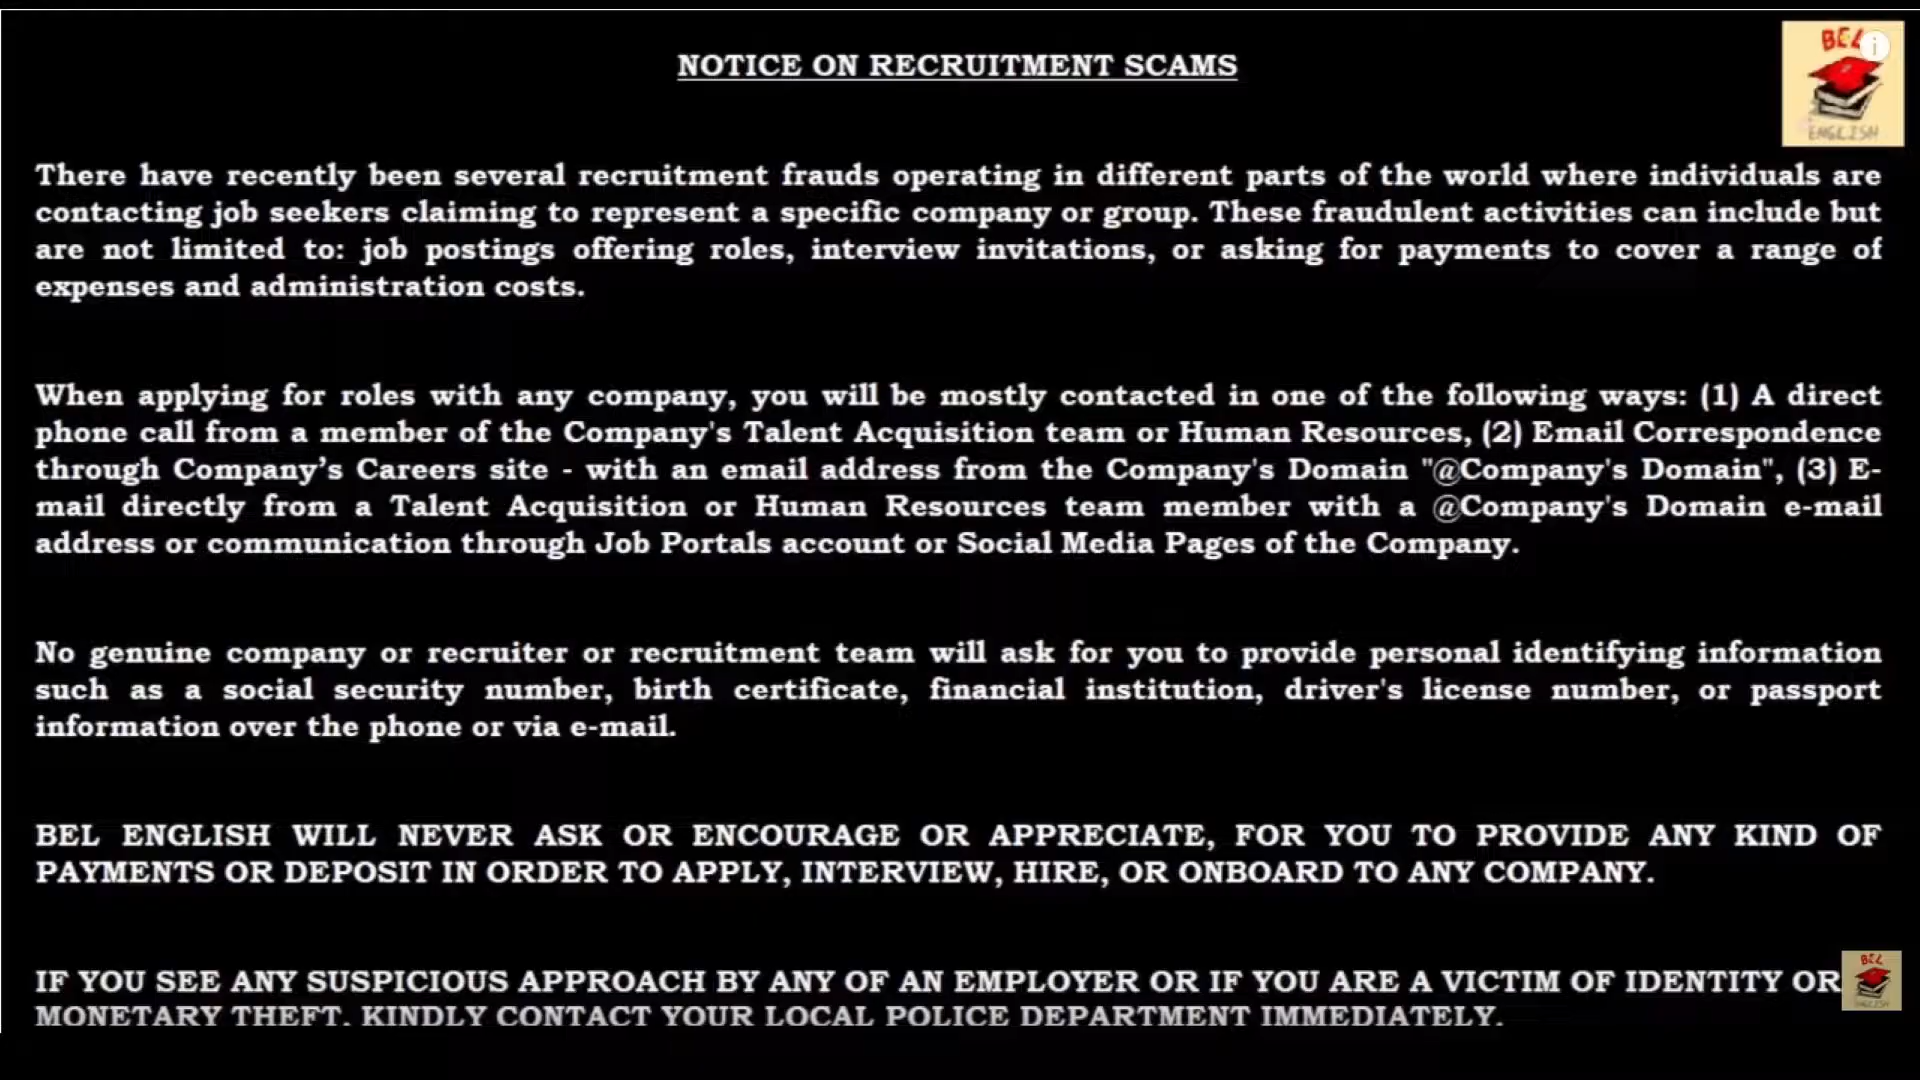 NOTICE ON RECRUITMENT SCAMS
BEL
ENGLISH
There have recently been several recruitment frauds operating in different parts of the world where individuals are
contacting job seekers claiming to represent a specific company or group. These fraudulent activities can include but
are not limited to: job postings offering roles, interview invitations, or asking for payments to cover a range of
expenses and administration costs.
When applying for roles with any company, you will be mostly contacted in one of the following ways: (1) A direct
phone call from a member of the Company's Talent Acquisition team or Human Resources, (2) Email Correspondence
through Company’s Careers site - with an email address from the Company's Domain "@Company's Domain", (3) E-
mail directly from a Talent Acquisition or Human Resources team member with a @Company's Domain e-mail
address or communication through Job Portals account or Social Media Pages of the Company.
No genuine company or recruiter or recruitment team will ask for you to provide personal identifying information
such as a social security number, birth certificate, financial institution, driver's license number, or passport
information over the phone or via e-mail.
BEL ENGLISH WILL NEVER ASK OR ENCOURAGE OR APPRECIATE, FOR YOU TO PROVIDE ANY KIND OF
PAYMENTS OR DEPOSIT IN ORDER TO APPLY, INTERVIEW, HIRE, OR ONBOARD TO ANY COMPANY.
IF YOU SEE ANY SUSPICIOUS APPROACH BY ANY OF AN EMPLOYER OR IF YOU ARE A VICTIM OF IDENTITY OR
MONETARY THEFT, KINDLY CONTACT YOUR LOCAL POLICE DEPARTMENT IMMEDIATELY.
BEL
ENGLISH